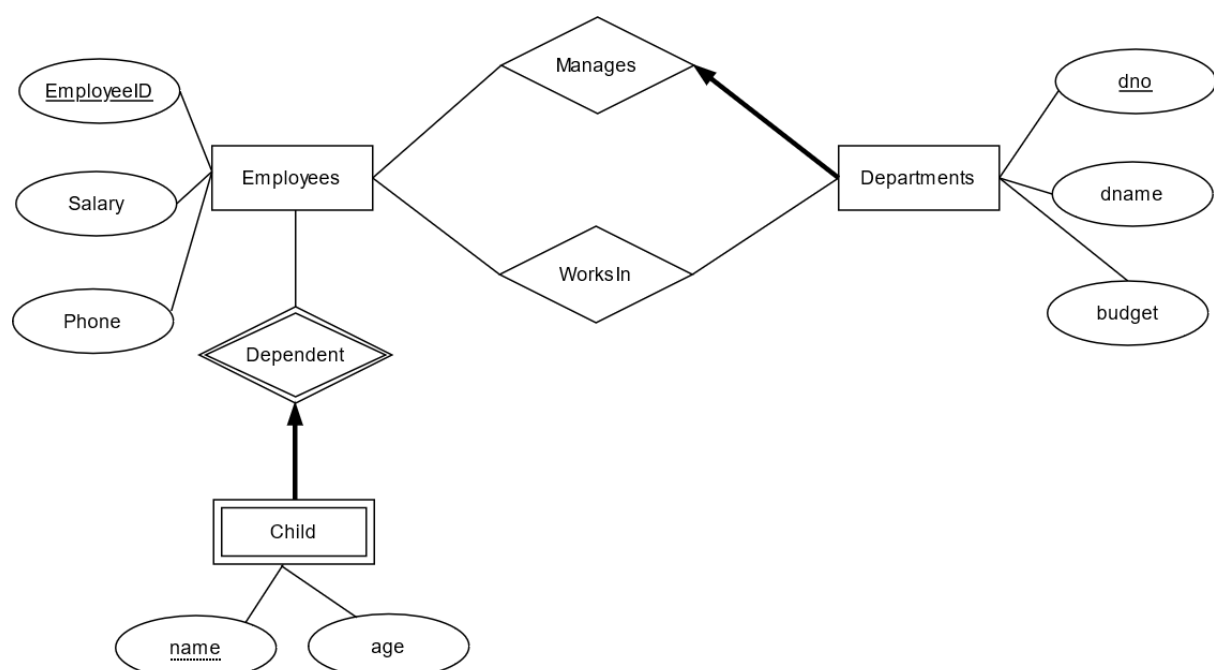 Manages
EmployeeID
dno
Employees
Departments
Salary
dname
WorksIn
Phone
budget
Dependent
Child
name
age